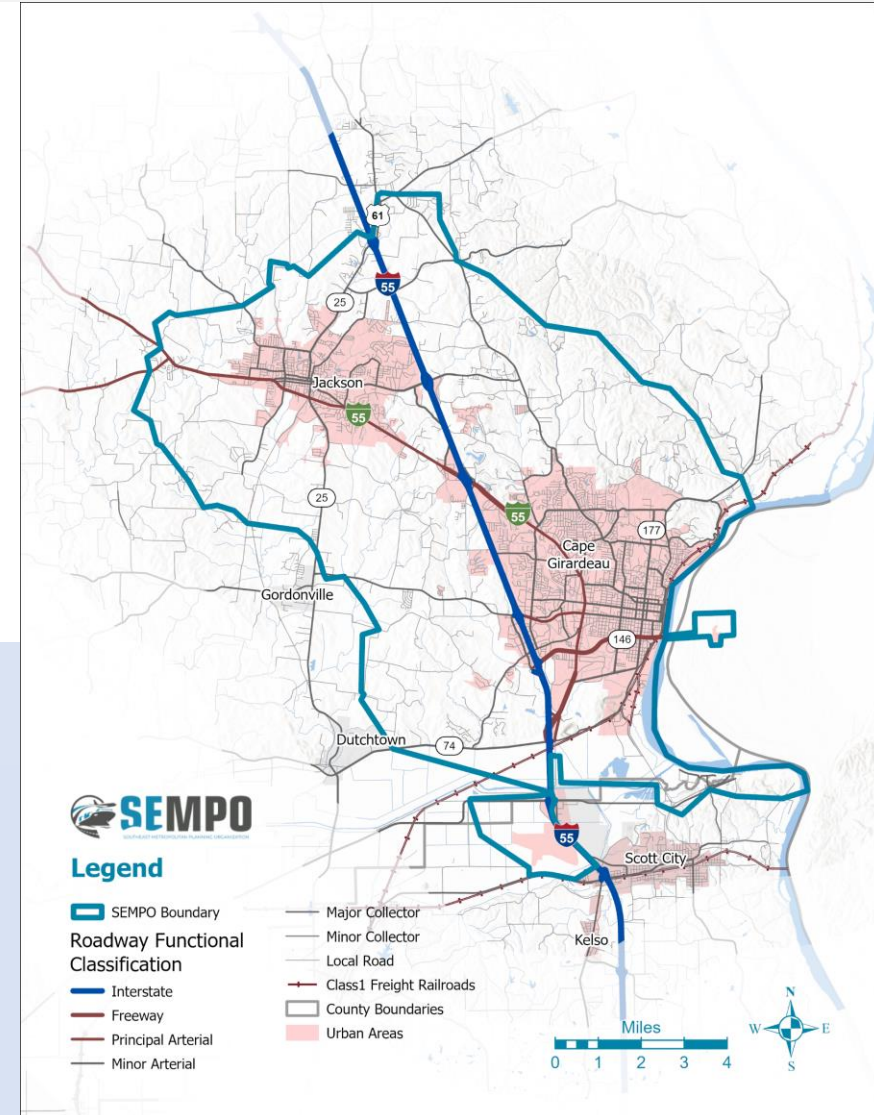 61
55
25
Jackson
55
25
55
177
Cape
Girardeau
Gordonville
146
Dutchtown
74
SEMPO
SOUTHEAST METROPOLITAN PLANNING ORGANIZATION
55
Scott City
Kelso
Legend
SEMPO Boundary
Roadway Functional
Classification
Interstate
Freeway
Principal Arterial
Minor Arterial
Major Collector
Minor Collector
Local Road
Class1 Freight Railroads
County Boundaries
Urban Areas
Miles
0 1 2 3 4
N
W E
S